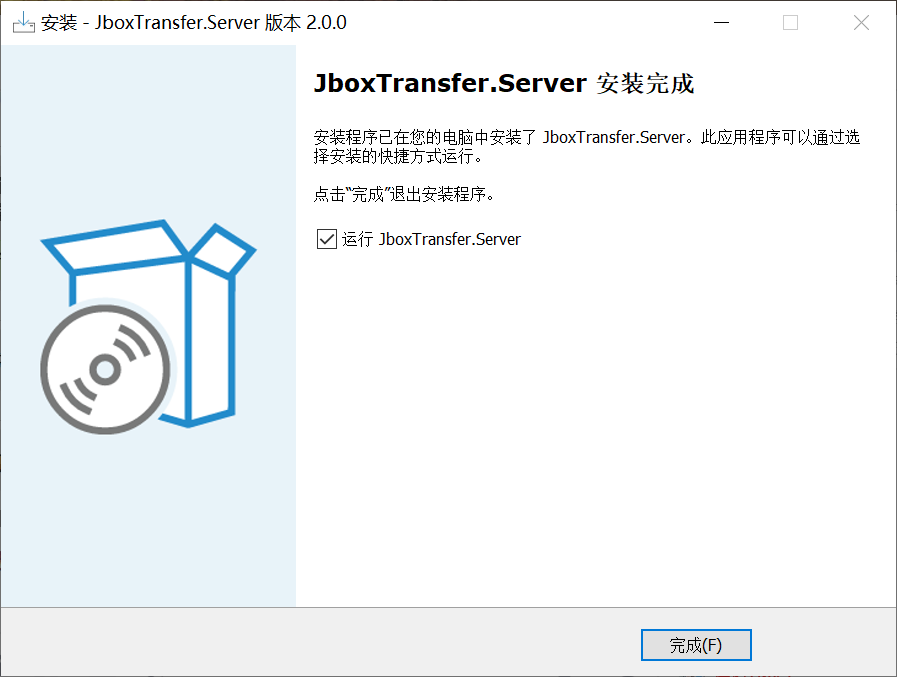 安装 - JboxTransfer.Server 版本 2.0.0
JboxTransfer.Server 安装完成
安装程序已在您的电脑中安装了 JboxTransfer.Server。此应用程序可以通过选
择安装的快捷方式运行。
点击“完成”退出安装程序。
运行 JboxTransfer.Server
完成(F)